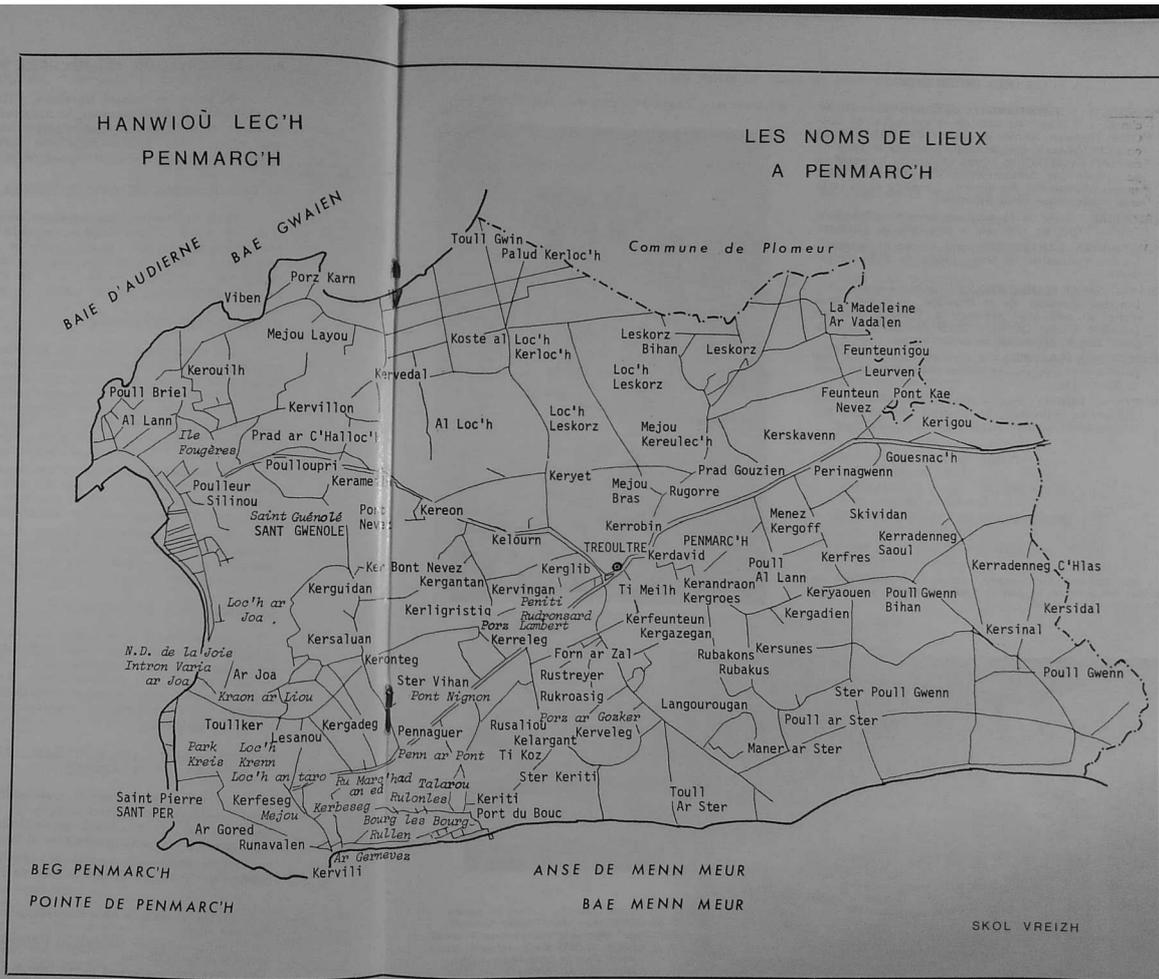 HANWIOÙ LEC'H
PENMARC'H
LES NOMS DE LIEUX
A PENMARC'H
BAIE D'AUDIERNE
BAE GWAIEN
Commune de Plomeur
Toull Gwin
Palud Kerloc'h
Porz Karn
Viben
Mejou Layou
Koste al Loc'h
Kerloc'h
Leskorz
Bihan
Leskorz
La Madeleine
Ar Vadalen
Feunteunigou
Leurven
Loc'h
Leskorz
Kerouilh
Kervedal
Poull Briel
Al Lann
Kervillon
Al Loc'h
Loc'h
Leskorz
Mejou
Kereulec'h
Feunteun
Nevez
Pont Kae
Kerigou
Kerskavenn
Ile
Fougères
Prad ar C'Halloc'h
Poulloupri
Gouesnac'h
Keryet
Prad Gouzien
Perinagwenn
Mejou
Bras
Rugorre
Poulleur
Silinou
Saint Guénolé
SANT GWENOLE
Kereon
Kerrobin
Menez
Kergoff
Skividan
Kelourn
TREOULTRE
PENMARC'H
Kerdavid
Kerradenneg
Saoul
Kerfres
Poull
Al Lann
Kerradenneg C'Hlas
Ker Bont Nevez
Kergantan
Kerglib
Kerguidan
Kervingan
Ti Meilh
Kerandraon
Kergroes
Keryaouen
Poull Gwenn
Bihan
Loc'h ar
Joa
Kerligristig
Peniti
Rudronsard
Porz Lambert
Kergadien
Kersidal
Kerfeunteun
Kergazegan
Kersinal
Kersaluan
Kerreleg
N.D. de la Joie
Intron Varia
ar Joa
Ar Joa
Keronteg
Forn ar Zal
Rubakons
Rubakus
Kersunes
Poull Gwenn
Ster Vihan
Rustreyer
Kraon ar Liou
Pont Nignon
Rukroasig
Ster Poull Gwenn
Langourougan
Toullker
Lesanou
Kergadeg
Pennaguer
Rusaliou
Porz ar Gozker
Kerveleg
Kelargant
Poull ar Ster
Park
Kreis
Loc'h
Krenn
Penn ar Pont
Ti Koz
Maner ar Ster
Loc'h an taro
Ru Marc'had
an ed
Talarou
Ster Keriti
Saint Pierre
SANT PER
Kerfeseg
Mejou
Kerbeseg
Rulonles
Keriti
Port du Bouc
Toull
Ar Ster
Bourg les Bourg
Rullen
Ar Gored
Runavalen
Ar Gernevez
Kervili
BEG PENMARC'H
POINTE DE PENMARC'H
ANSE DE MENN MEUR
BAE MENN MEUR
SKOL VREIZH